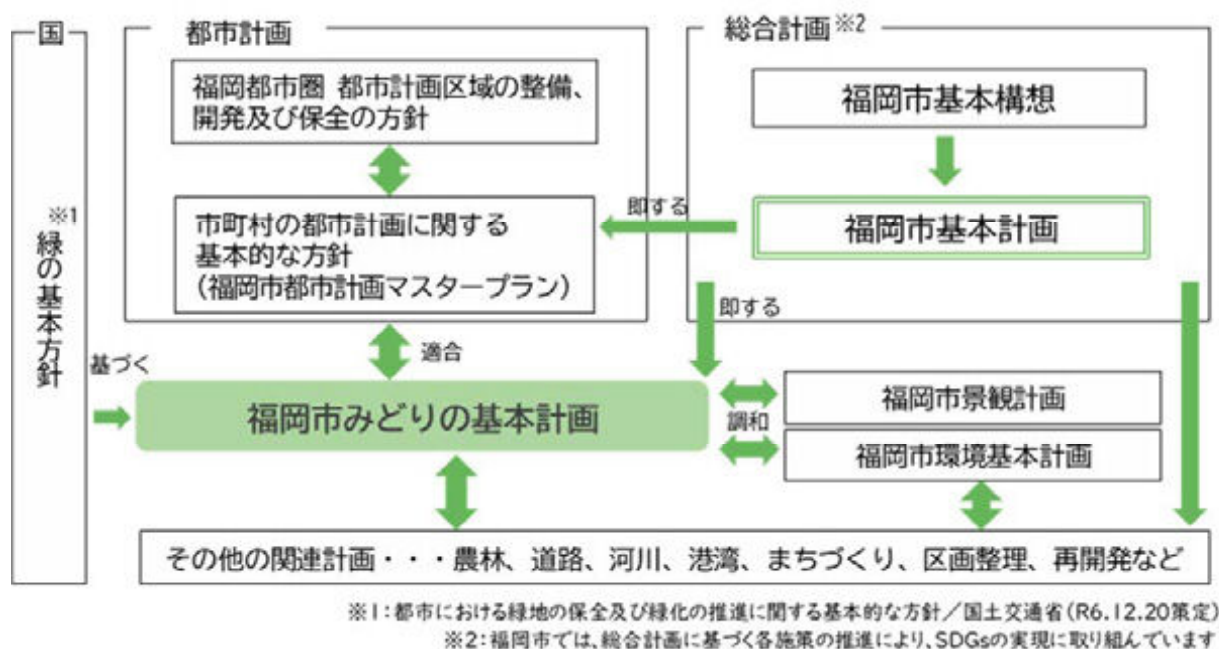 国
※1
緑の基本方針
都市計画
福岡都市圏 都市計画区域の整備、
開発及び保全の方針
市町村の都市計画に関する
基本的な方針
（福岡市都市計画マスタープラン）
総合計画※2
福岡市基本構想
福岡市基本計画
即する
即する
適合
基づく
福岡市みどりの基本計画
調和
福岡市景観計画
福岡市環境基本計画
その他の関連計画・・・農林、道路、河川、港湾、まちづくり、区画整理、再開発など
※1：都市における緑地の保全及び緑化の推進に関する基本的な方針／国土交通省（R6.12.20策定）
※2：福岡市では、総合計画に基づく各施策の推進により、SDGsの実現に取り組んでいます